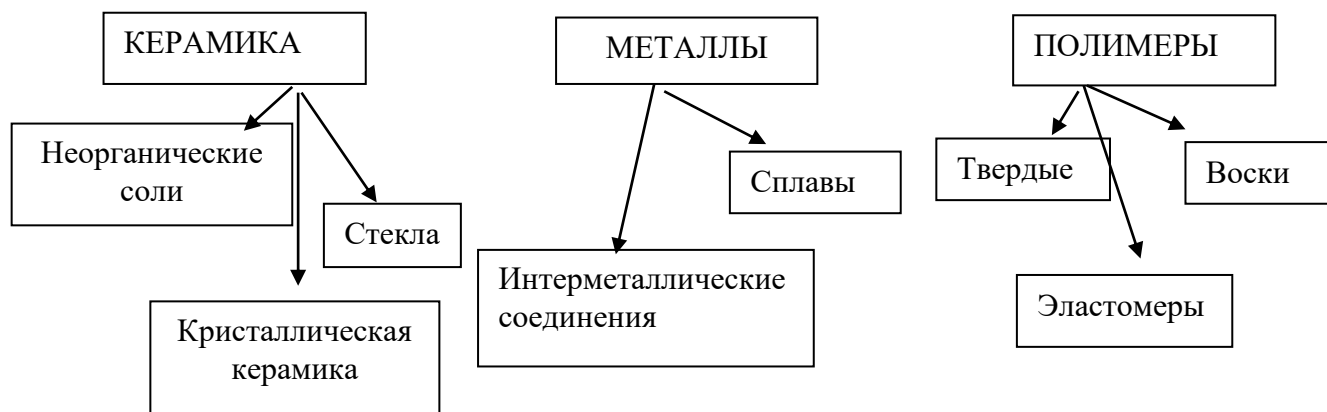 КЕРАМИКА
МЕТАЛЛЫ
ПОЛИМЕРЫ
Неорганические
соли
Стекла
Кристаллическая
керамика
Сплавы
Интерметаллические
соединения
Твердые
Воски
Эластомеры